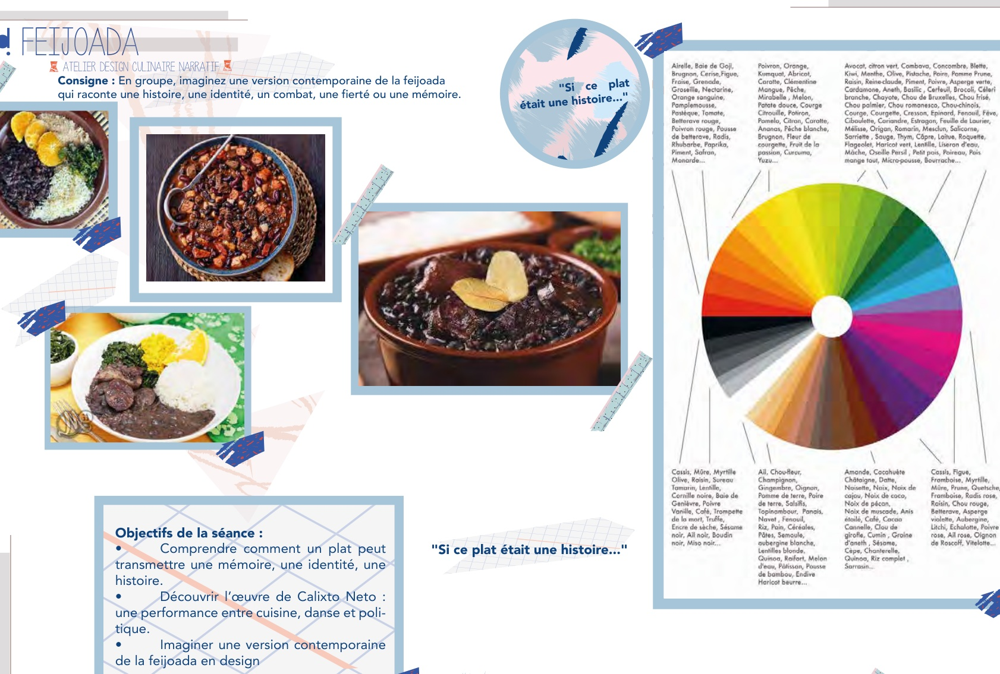 d! FEIJOADA
ATELIER DESIGN CULINAIRE NARRATIF
Consigne : En groupe, imaginez une version contemporaine de la feijoada
qui raconte une histoire, une identité, un combat, une fierté ou une mémoire.
"Si ce plat
était une histoire..."
Airelle, Baie de Goji,
Brugnon, Cerise,Figue,
Fraise, Grenade,
Groseille, Nectarine,
Orange sanguine,
Pamplemousse,
Pastèque, Tomate,
Betterave rouge,
Poivron rouge, Pousse
de betterave, Radis,
Rhubarbe, Paprika,
Piment, Safran,
Monarde...
Poivron, Orange,
Kumquat, Abricot,
Carotte, Clémentine
Mangue, Pêche,
Mirabelle , Melon,
Patate douce, Courge
Citrouille, Potiron,
Pomelo, Citron, Carotte,
Ananas, Pêche blanche,
Brugnon, Fleur de
courgette, Fruit de la
passion, Curcuma,
Yuzu...
Avocat, citron vert, Combava, Concombre, Blette,
Kiwi, Menthe, Olive, Pistache, Poire, Pomme Prune,
Raisin, Reine-claude, Piment, Poivre, Asperge verte,
Cardamone, Aneth, Basilic , Cerfeuil, Brocoli, Céleri
branche, Chayote, Chou de Bruxelles, Chou frisé,
Chou palmier, Chou romanesco, Chou-chinois,
Courge, Courgette, Cresson, Epinard, Fenouil, Fève,
Ciboulette, Coriandre, Estragon, Feuille de Laurier,
Mélisse, Origan, Romarin, Mesclun, Salicorne,
Sarriette , Sauge, Thym, Câpre, Laitue, Roquette,
Flageolet, Haricot vert, Lentille, Liseron d'eau,
Mâche, Oseille Persil , Petit pois, Poireau, Pois
mange tout, Micro-pousse, Bourrache...
Cassis, Mûre, Myrtille
Olive, Raisin, Sureau
Tamarin, Lentille,
Cornille noire, Baie de
Genièvre, Poivre
Vanille, Café, Trompette
de la mort, Truffe,
Encre de sèche, Sésame
noir, Ail noir, Boudin
noir, Miso noir...
Ail, Chou-fleur,
Champignon,
Gingembre, Oignon,
Pomme de terre, Poire
de terre, Salsifis,
Topinambour, Panais,
Navet , Fenouil,
Riz, Pain, Céréales,
Pâtes, Semoule,
aubergine blanche,
Lentilles blonde,
Quinoa, Raifort, Melon
d'eau, Pâtisson, Pousse
de bambou, Endive
Haricot beurre...
Amande, Cacahuète
Châtaigne, Datte,
Noisette, Noix, Noix de
cajou, Noix de coco,
Noix de pécan,
Noix de muscade, Anis
étoilé, Café, Cacao
Cannelle, Clou de
girofle, Cumin , Graine
d'aneth , Sésame,
Cèpe, Chanterelle,
Quinoa, Riz complet ,
Sarrasin...
Cassis, Figue,
Framboise, Myrtille,
Mûre, Prune, Quetsche,
Framboise, Radis rose,
Raisin, Chou rouge,
Betterave, Asperge
violette, Aubergine,
Litchi, Echalotte, Poivre
rose, Ail rose, Oignon
de Roscoff, Vitelotte...
Objectifs de la séance :
• Comprendre comment un plat peut
transmettre une mémoire, une identité, une
histoire.
• Découvrir l'œuvre de Calixto Neto :
une performance entre cuisine, danse et poli-
tique.
• Imaginer une version contemporaine
de la feijoada en design
"Si ce plat était une histoire..."